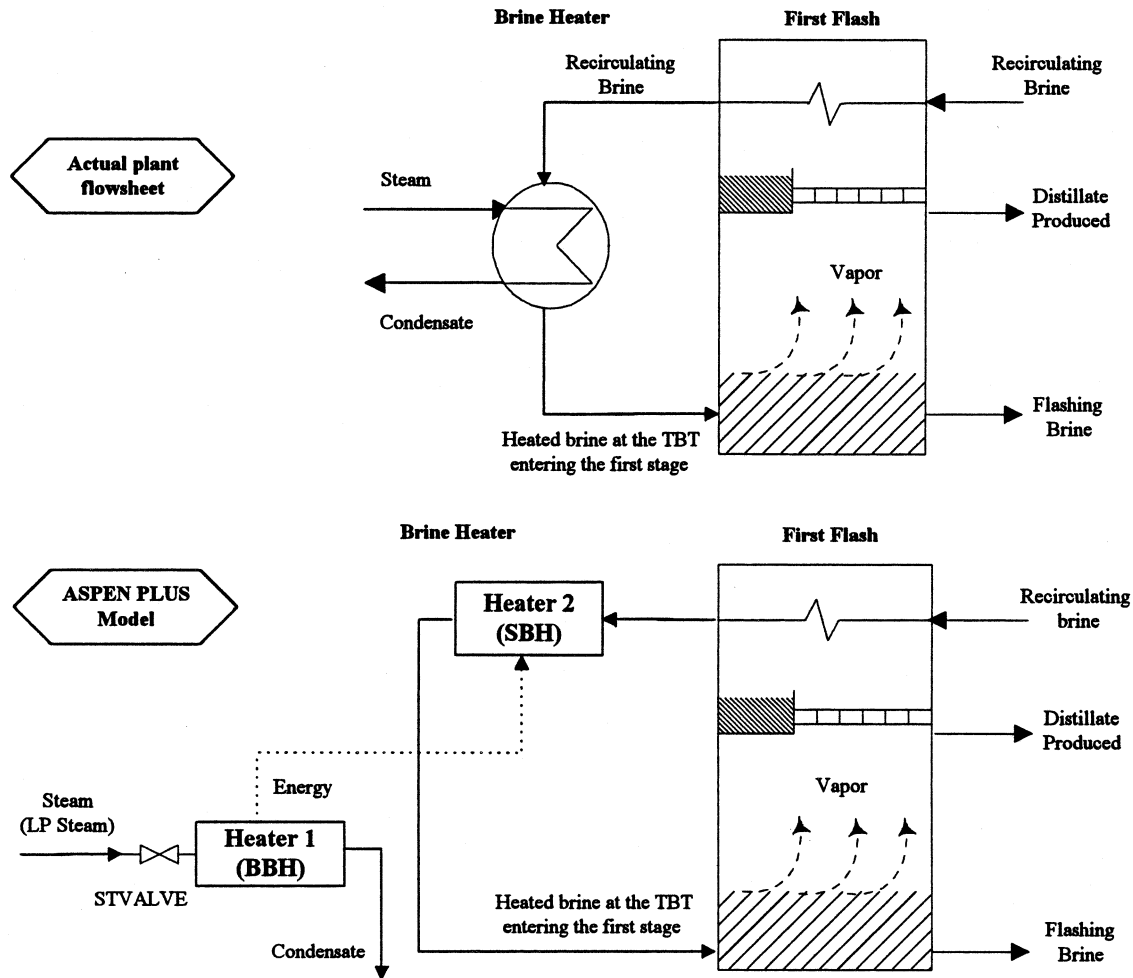 Brine Heater
First Flash
Recirculating
Brine
Recirculating
Brine
Actual plant
flowsheet
Steam
Distillate
Produced
Vapor
Condensate
Heated brine at the TBT
entering the first stage
Flashing
Brine
Brine Heater
First Flash
ASPEN PLUS
Model
Heater 2
(SBH)
Recirculating
brine
Distillate
Produced
Energy
Vapor
Steam
(LP Steam)
Heater 1
(BBH)
STVALVE
Heated brine at the TBT
entering the first stage
Condensate
Flashing
Brine